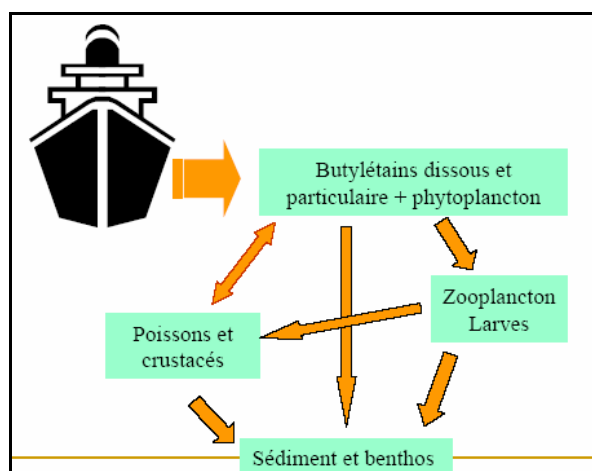 Butylétains dissous et
particulaire + phytoplancton
Zooplancton
Larves
Poissons et
crustacés
Sédiment et benthos